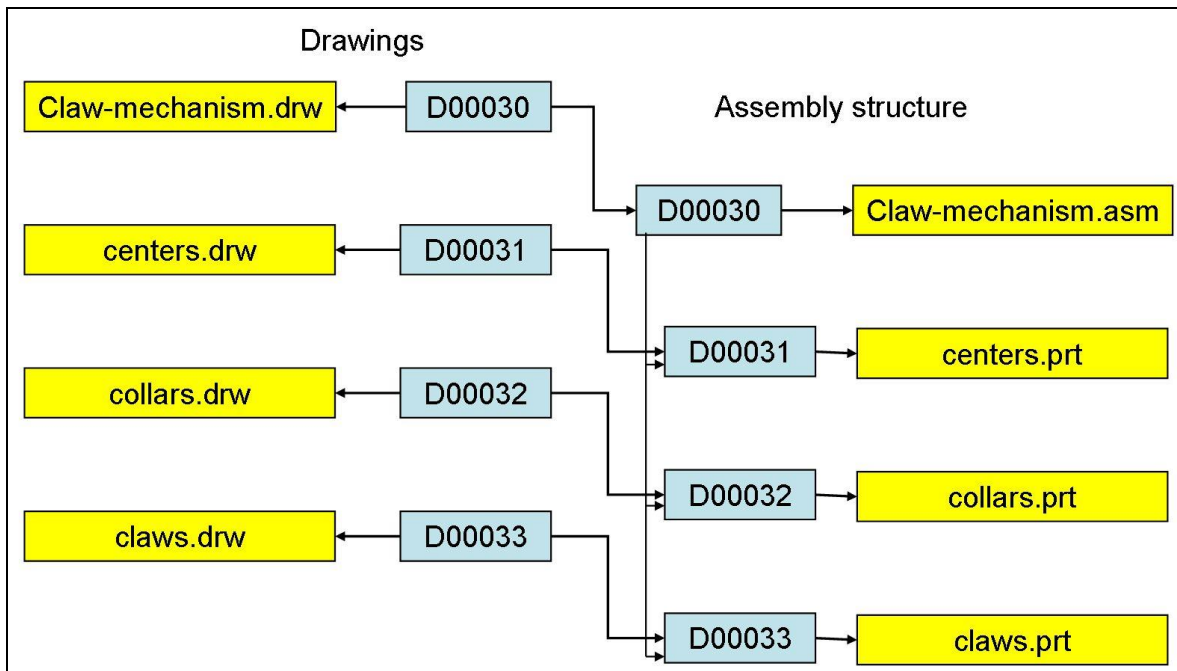 Drawings
Claw-mechanism.drw
D00030
Assembly structure
D00030
Claw-mechanism.asm
centers.drw
D00031
D00031
centers.prt
collars.drw
D00032
D00032
collars.prt
claws.drw
D00033
D00033
claws.prt